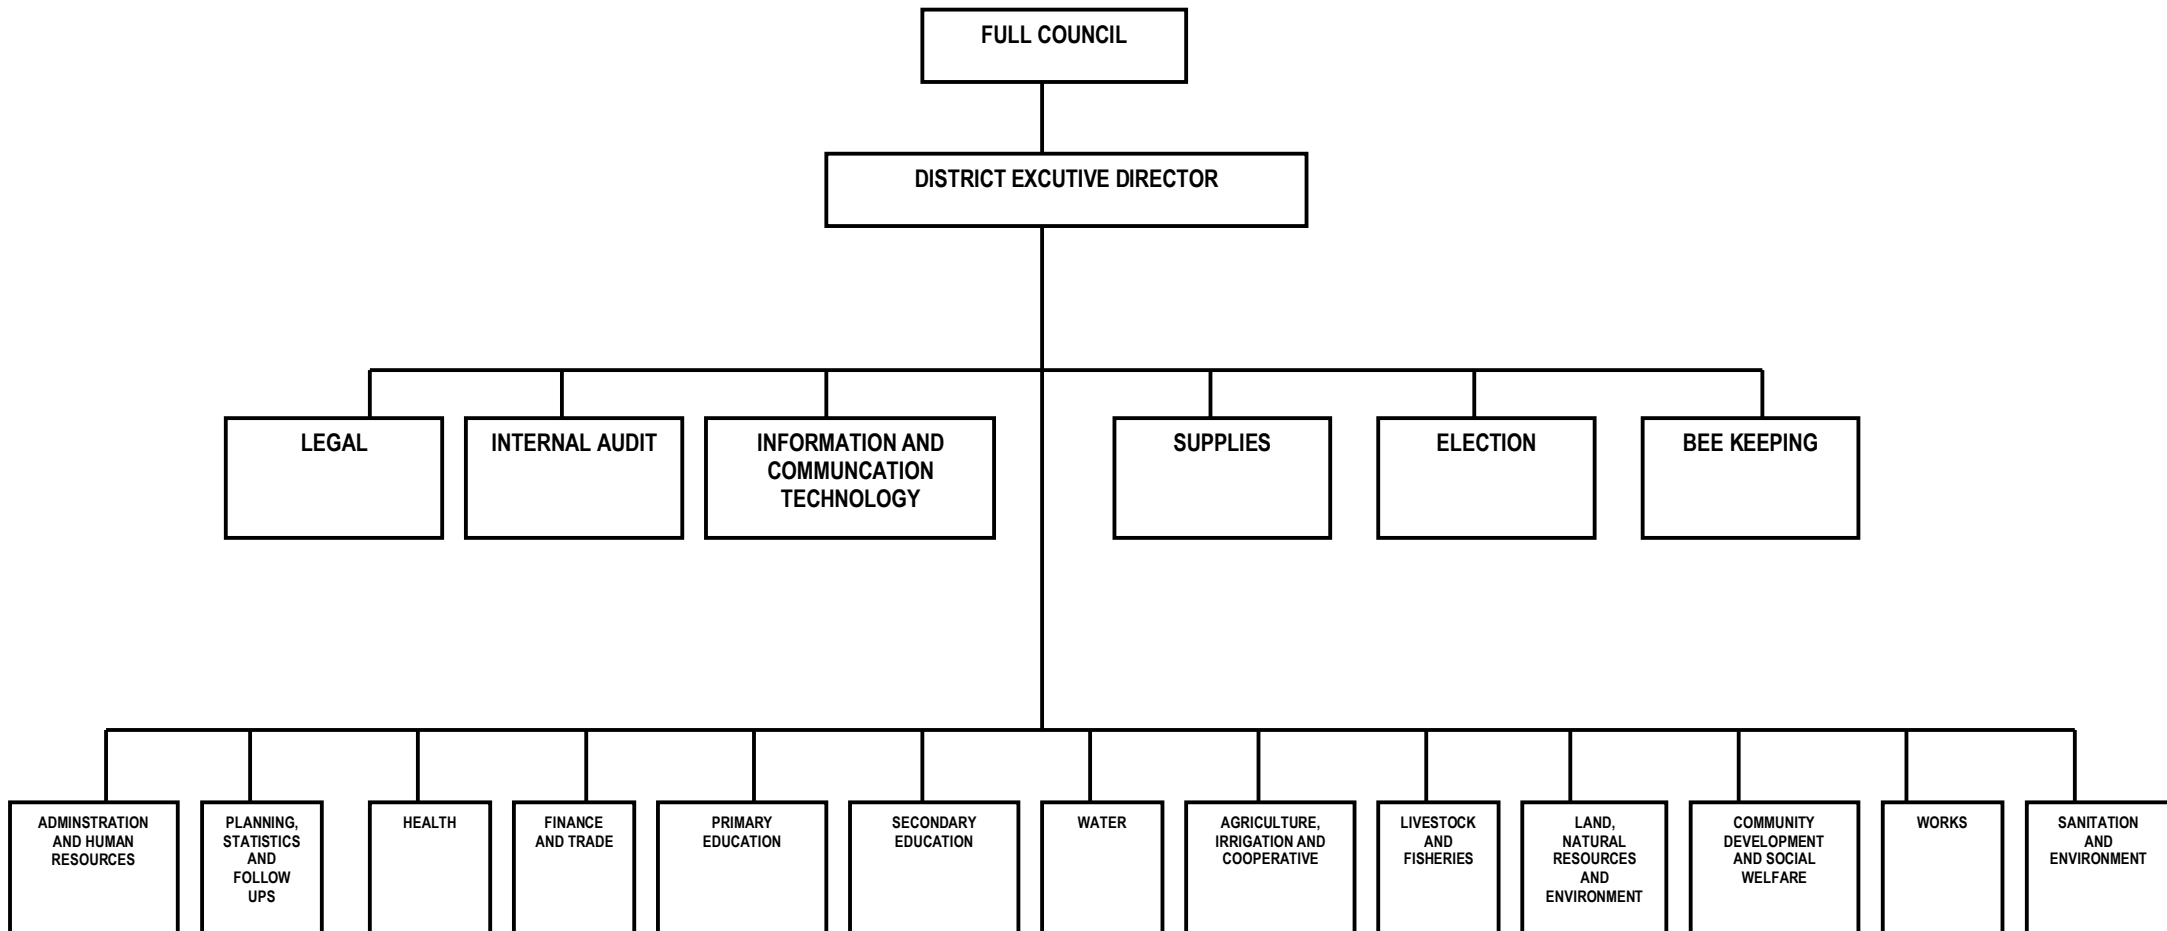 FULL COUNCIL
DISTRICT EXCUTIVE DIRECTOR
LEGAL
INTERNAL AUDIT
INFORMATION AND
COMMUNCATION
TECHNOLOGY
SUPPLIES
ELECTION
BEE KEEPING
ADMINSTRATION
AND HUMAN
RESOURCES
PLANNING,
STATISTICS
AND
FOLLOW
UPS
HEALTH
FINANCE
AND TRADE
PRIMARY
EDUCATION
SECONDARY
EDUCATION
WATER
AGRICULTURE,
IRRIGATION AND
COOPERATIVE
LIVESTOCK
AND
FISHERIES
LAND,
NATURAL
RESOURCES
AND
ENVIRONMENT
COMMUNITY
DEVELOPMENT
AND SOCIAL
WELFARE
WORKS
SANITATION
AND
ENVIRONMENT